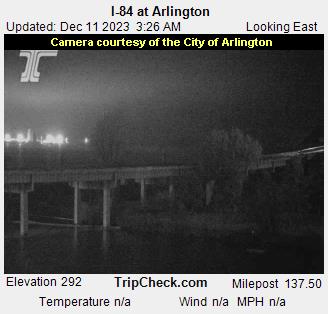 I-84 at Arlington
Updated: Dec 11 2023 3:26 AM Looking East
Camera courtesy of the City of Arlington
Elevation 292 TripCheck.com Milepost 137.50
Temperature n/a Wind n/a MPH n/a